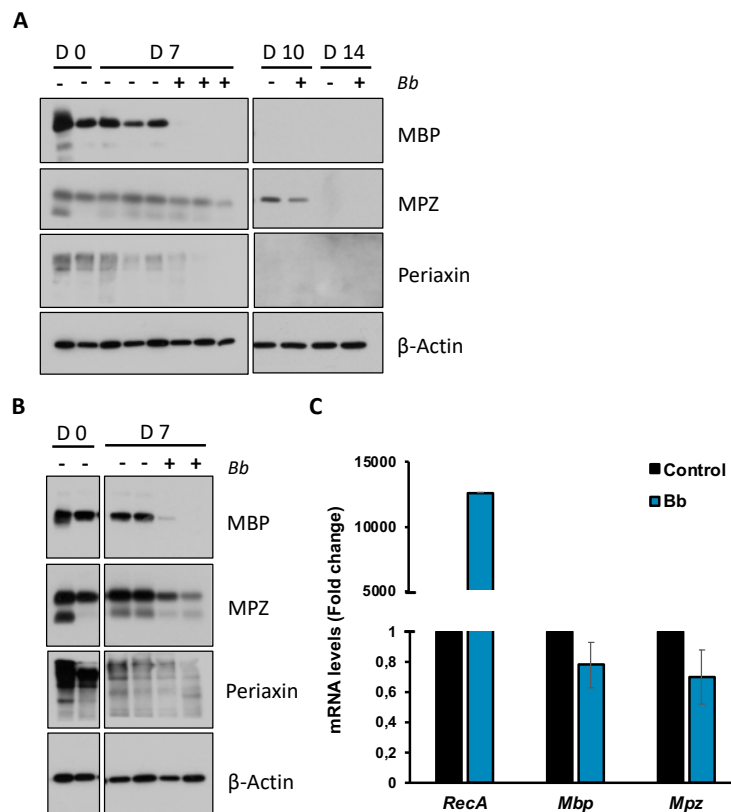 A
D 0 D 7 D 10 D 14
- - - - - + + + - + - + Bb
MBP
MPZ
Periaxin
β-Actin
B
D 0 D 7
- - - - + + Bb
MBP
MPZ
Periaxin
β-Actin
C
mRNA levels (Fold change)
15000
10000
5000
1
0,8
0,6
0,4
0,2
0
Control
Bb
RecA Mbp Mpz